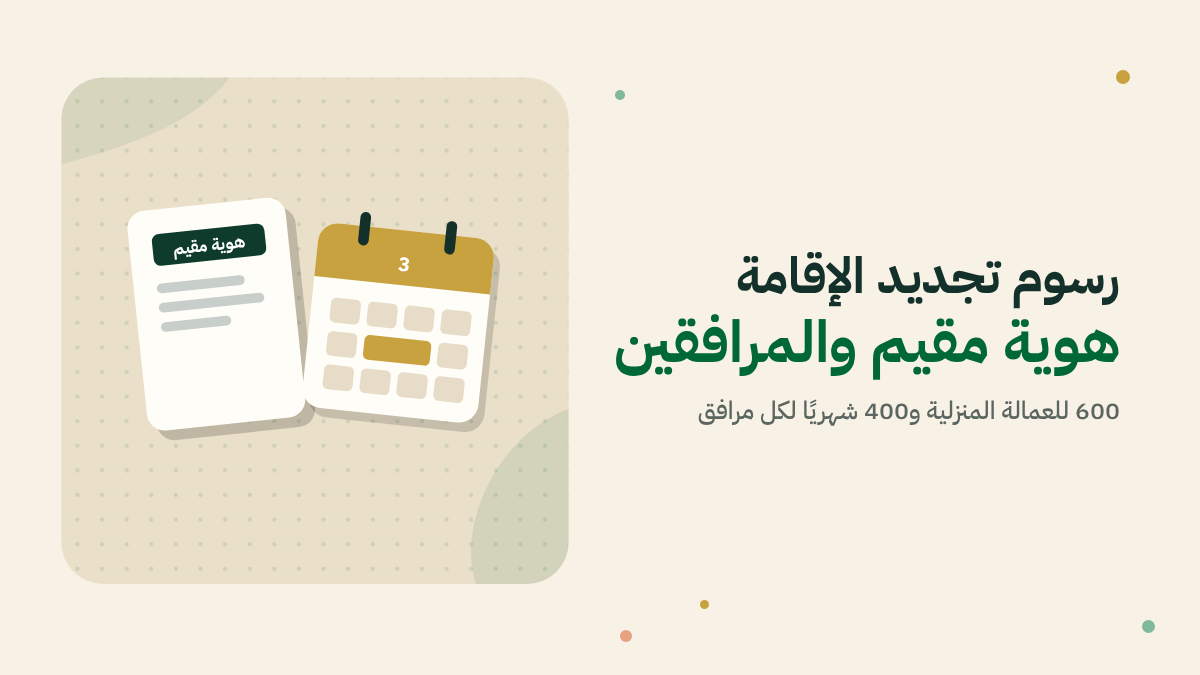 رسوم تجديد الإقامة
هوية مقيم والمرافقين
600 للعمالة المنزلية و400 شهريًا لكل مرافق
هوية مقيم
3